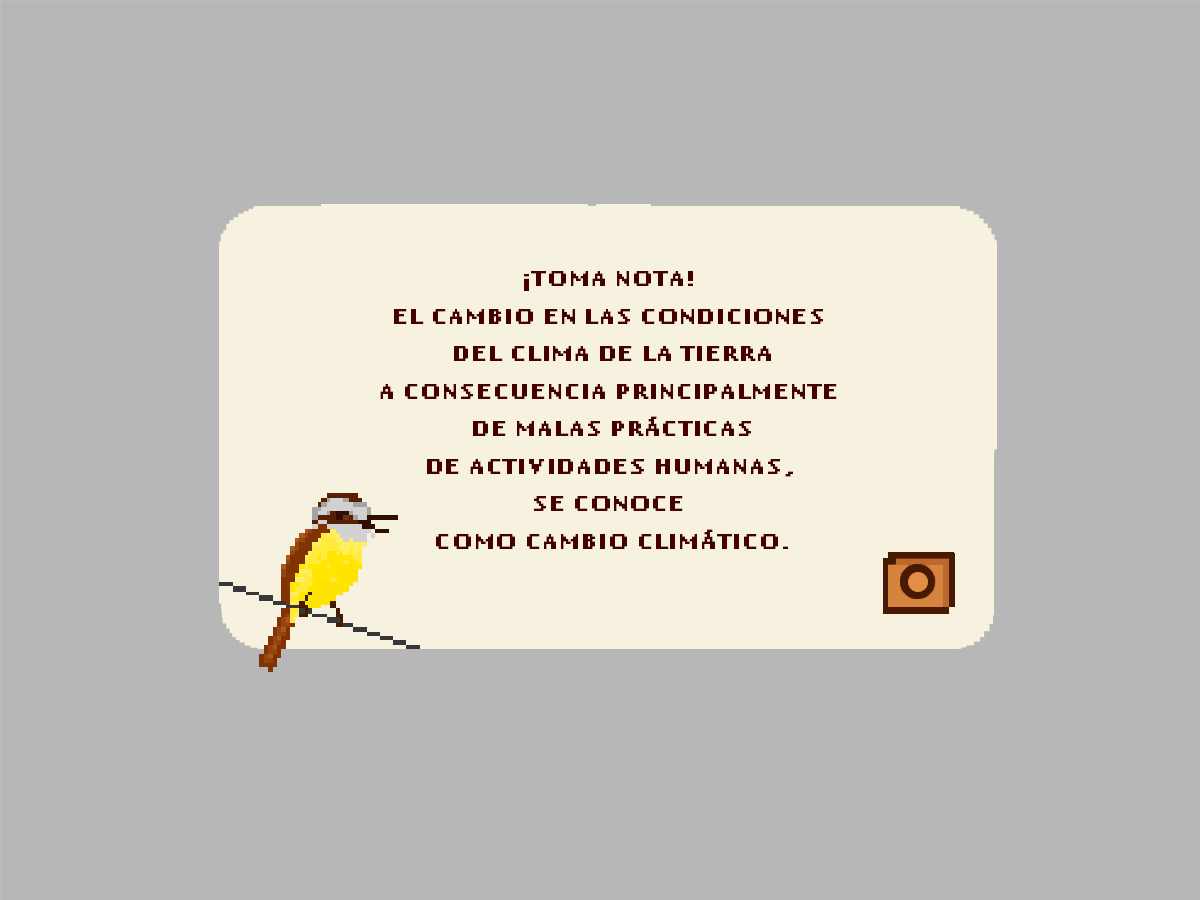 ¡TOMA NOTA!
EL CAMBIO EN LAS CONDICIONES
DEL CLIMA DE LA TIERRA
A CONSECUENCIA PRINCIPALMENTE
DE MALAS PRÁCTICAS
DE ACTIVIDADES HUMANAS,
SE CONOCE
COMO CAMBIO CLIMÁTICO.